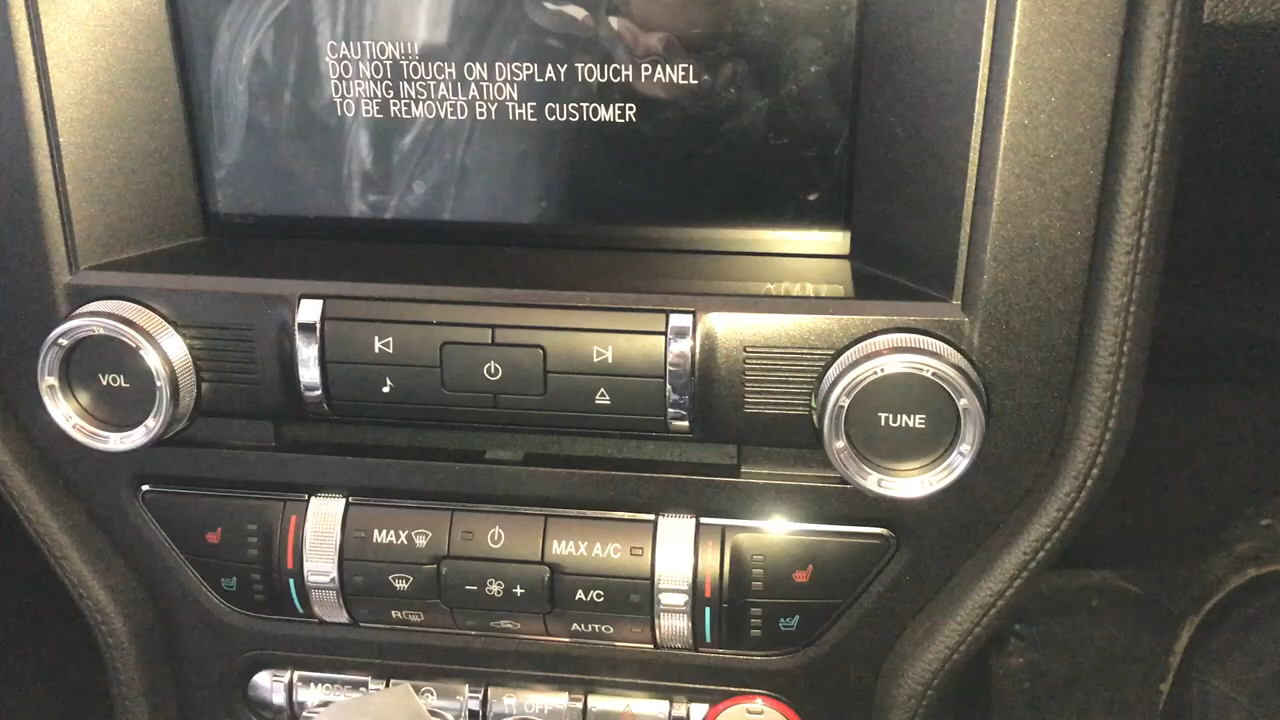 CAUTION!!!
DO NOT TOUCH ON DISPLAY TOUCH PANEL
DURING INSTALLATION
TO BE REMOVED BY THE CUSTOMER
VOL
TUNE
MAX
MAX A/C
A/C
A/C
A/C
R
AUTO
MODE
OFF